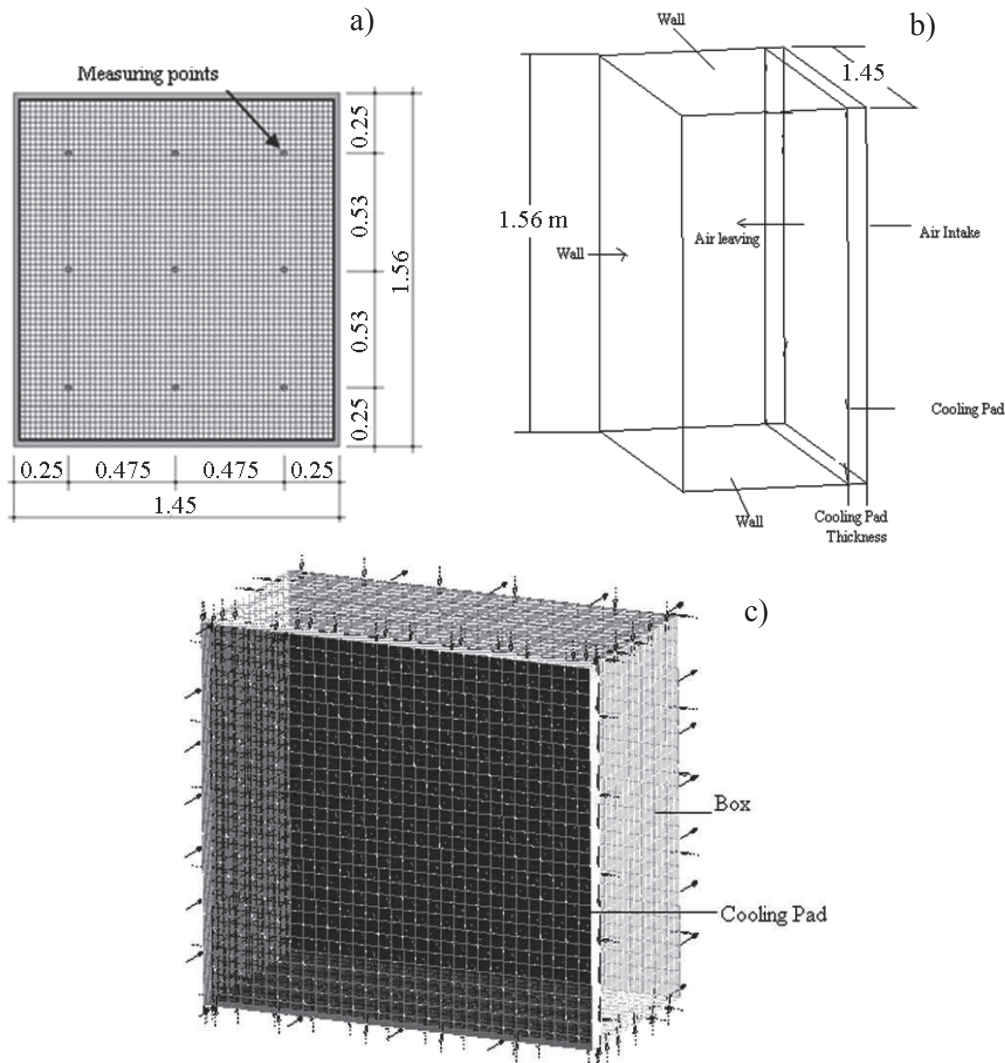 a)
Measuring points
0.25
0.53
0.53
0.25
1.56
0.25 0.475 0.475 0.25
1.45
b)
Wall
1.45
1.56 m
Air leaving
Air Intake
Wall
Cooling Pad
Wall
Cooling Pad
Thickness
c)
Box
Cooling Pad